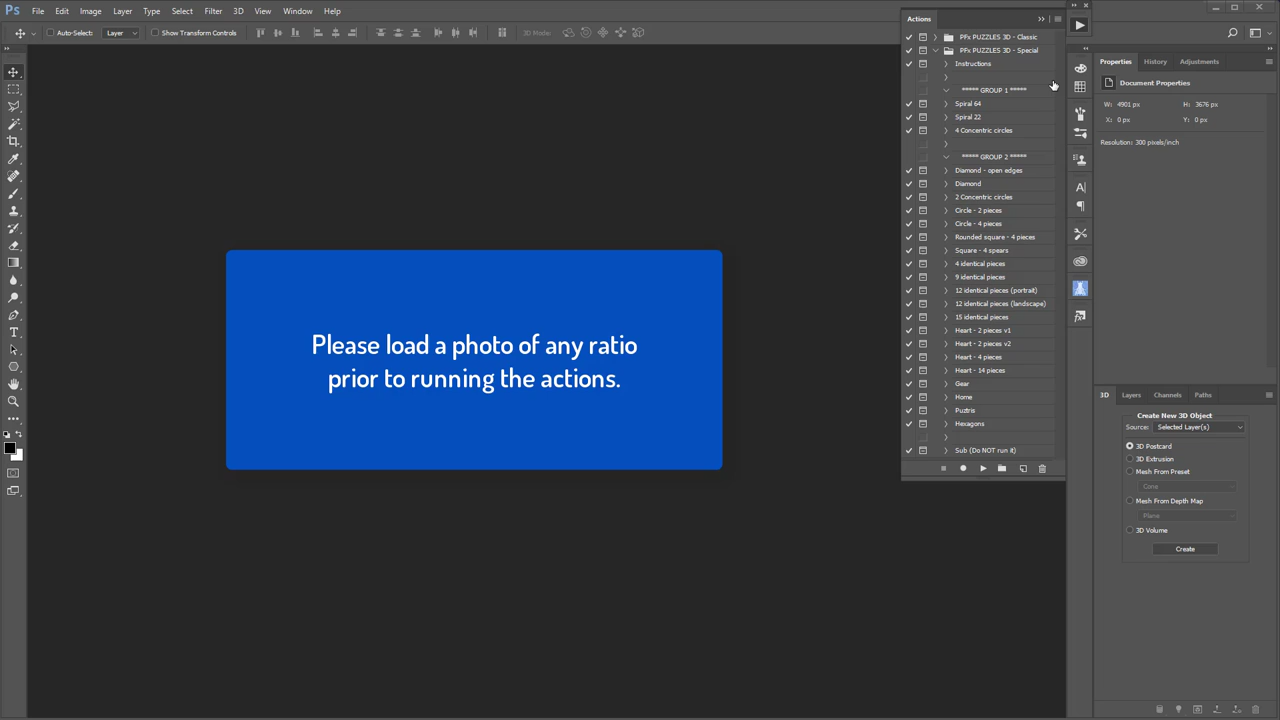 Ps File Edit Image Layer Type Select Filter 3D View Window Help
Auto-Select: Layer Show Transform Controls 3D Mode:
Actions
PFx PUZZLES 3D - Classic
PFx PUZZLES 3D - Special
Instructions
***** GROUP 1 *****
Spiral 64
Spiral 22
4 Concentric circles
***** GROUP 2 *****
Diamond - open edges
Diamond
2 Concentric circles
Circle - 2 pieces
Circle - 4 pieces
Rounded square - 4 pieces
Square - 4 spears
4 identical pieces
9 identical pieces
12 identical pieces (portrait)
12 identical pieces (landscape)
15 identical pieces
Heart - 2 pieces v1
Heart - 2 pieces v2
Heart - 4 pieces
Heart - 14 pieces
Gear
Home
Puztris
Hexagons
Sub (Do NOT run it)
Please load a photo of any ratio
prior to running the actions.
Properties History Adjustments
Document Properties
W: 4901 px H: 3676 px
X: 0 px Y: 0 px
Resolution: 300 pixels/inch
3D Layers Channels Paths
Create New 3D Object
Source: Selected Layer(s)
3D Postcard
3D Extrusion
Mesh From Preset
Cone
Mesh From Depth Map
Plane
3D Volume
Create